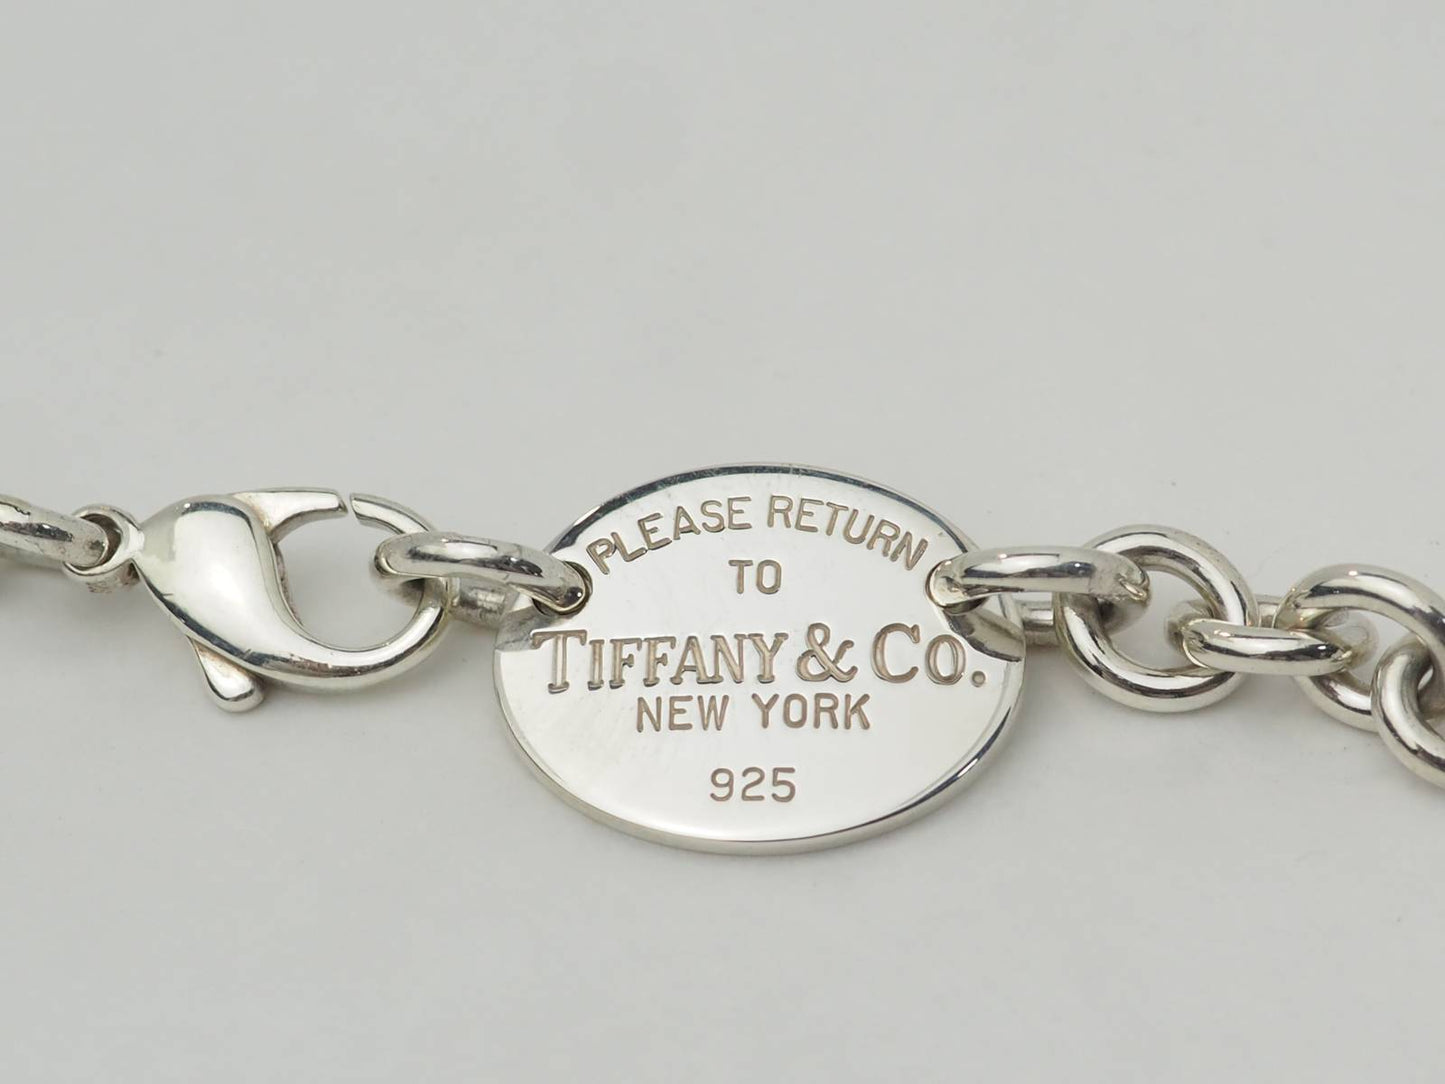 PLEASE RETURN
TO
TIFFANY & CO.
NEW YORK
925